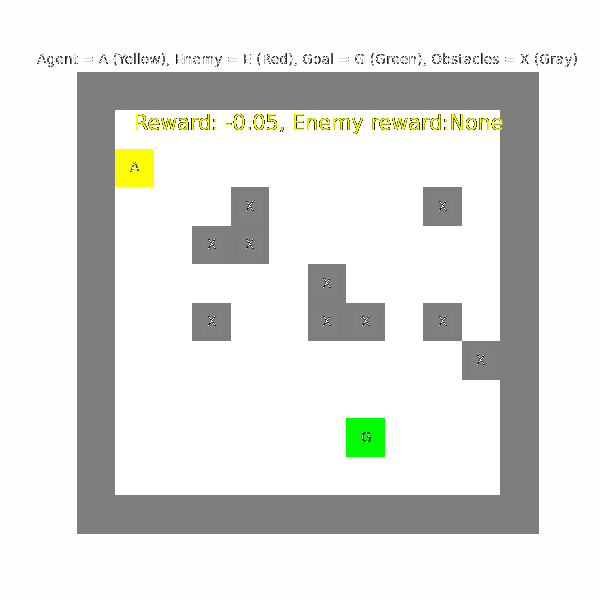 Agent = A (Yellow), Enemy = E (Red), Goal = G (Green), Obstacles = X (Gray)
Reward: -0.05, Enemy reward:None
A
X X
X X
X
X X X X
X
G